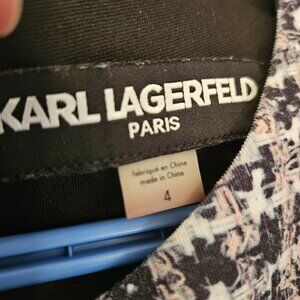 KARL LAGERFELD
PARIS
fabriqué en Chine
made in China
4